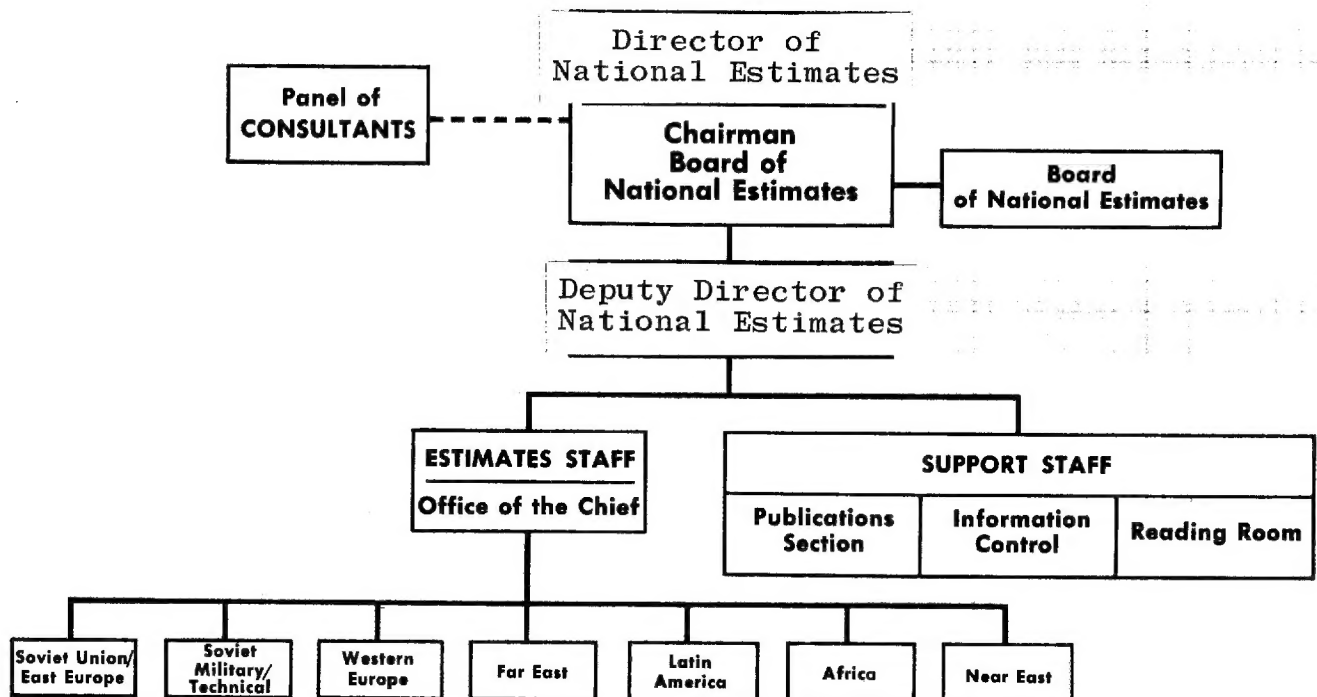 Director of
National Estimates
Panel of
CONSULTANTS
Chairman
Board of
National Estimates
Board
of National Estimates
Deputy Director of
National Estimates
ESTIMATES STAFF
Office of the Chief
SUPPORT STAFF
Publications
Section
Information
Control
Reading Room
Soviet Union/
East Europe
Soviet
Military/
Technical
Western
Europe
Far East
Latin
America
Africa
Near East